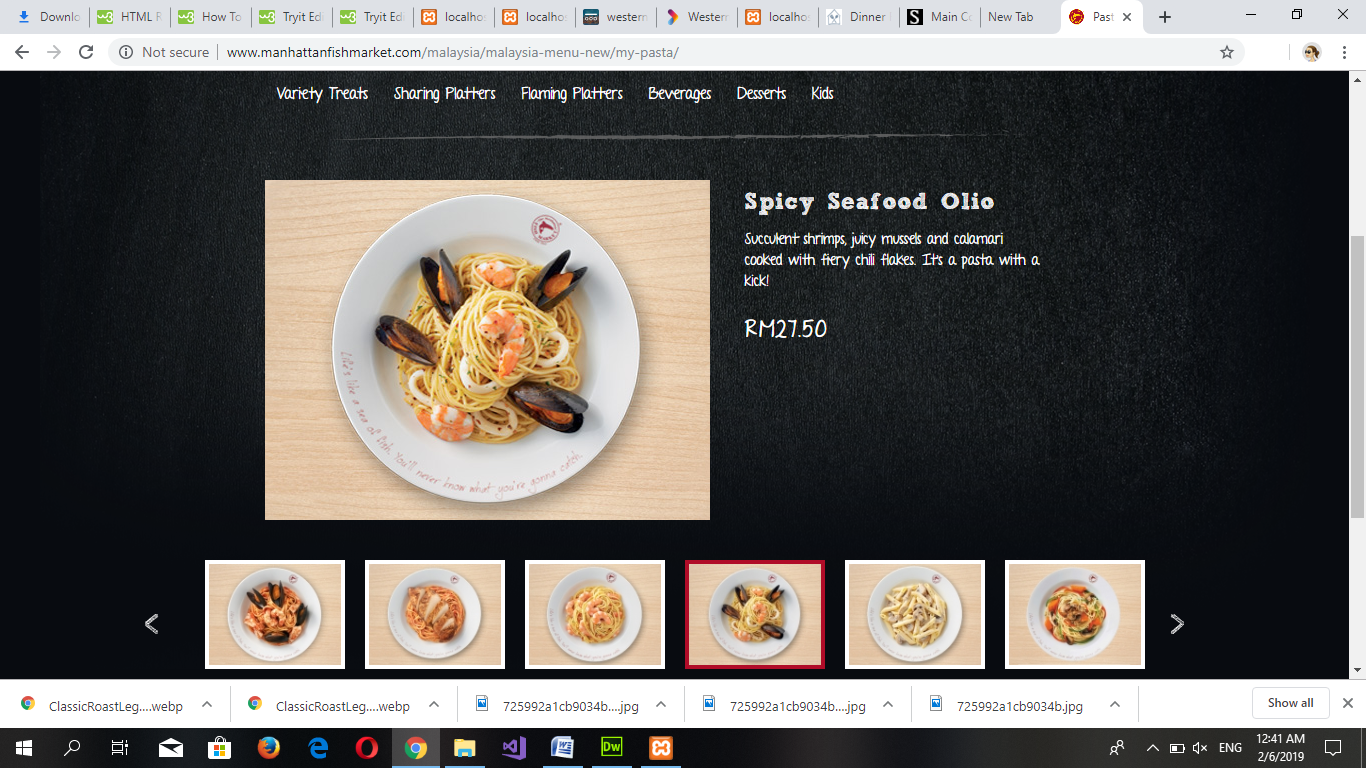 Downlo
HTML R
How To
Tryit Edi
Tryit Edi
localhos
localhos
western
Western
localhos
Dinner
Main Co
New Tab
Past
Not secure
www.manhattanfishmarket.com/malaysia/malaysia-menu-new/my-pasta/
Variety Treats Sharing Platters Flaming Platters Beverages Desserts Kids
Spicy Seafood Olio
Succulent shrimps, juicy mussels and calamari
cooked with fiery chili flakes. It's a pasta with a
kick!
RM27.50
Life's like a sea of fish. You'll never know what you're gonna catch.
ClassicRoastLeg....webp
ClassicRoastLeg....webp
725992a1cb9034b....jpg
725992a1cb9034b....jpg
725992a1cb9034b.jpg
Show all
ENG
12:41 AM
2/6/2019